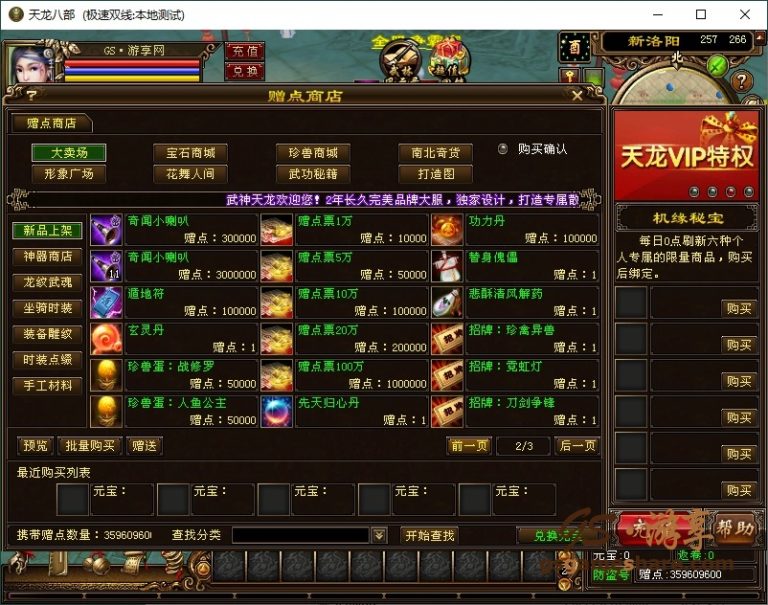 天龙八部 (极速双线:本地测试)
GS·游享网
充值
兑换
新洛阳 257 266
北
?
赠点商店
赠点商店
大卖场
宝石商城
珍兽商城
南北奇货
购买确认
形象广场
花舞人间
武功秘籍
打造图
武神天龙欢迎您!2年长久完美品牌大服,独家设计,打造专属散
新品上架
神器商店
龙纹武魂
坐骑时装
装备雕纹
时装点缀
手工材料
奇闻小喇叭
赠点:300000
赠点票1万
赠点:10000
功力丹
赠点:100000
奇闻小喇叭
11
赠点:300000
赠点票5万
赠点:50000
替身傀儡
赠点:1
遁地符
赠点:100000
赠点票10万
赠点:100000
悲酥清风解药
赠点:1
玄灵丹
赠点:1
赠点票20万
赠点:200000
招牌:珍禽异兽
赠点:1
珍兽蛋:战修罗
赠点:50000
赠点票100万
赠点:1000000
招牌:霓虹灯
赠点:1
珍兽蛋:人鱼公主
赠点:50000
先天归心丹
赠点:1
招牌:刀剑争锋
赠点:1
预览
批量购买
赠送
前一页
2/3
后一页
最近购买列表
元宝:
元宝:
元宝:
元宝:
元宝:
携带赠点数量:35960960
查找分类
开始查找
天龙VIP特权
机缘秘宝
每日0点刷新六种个
人专属的限量商品,购买
后绑定。
购买
购买
购买
购买
购买
购买
帮助
元宝:0
防盗号
赠点:359609600